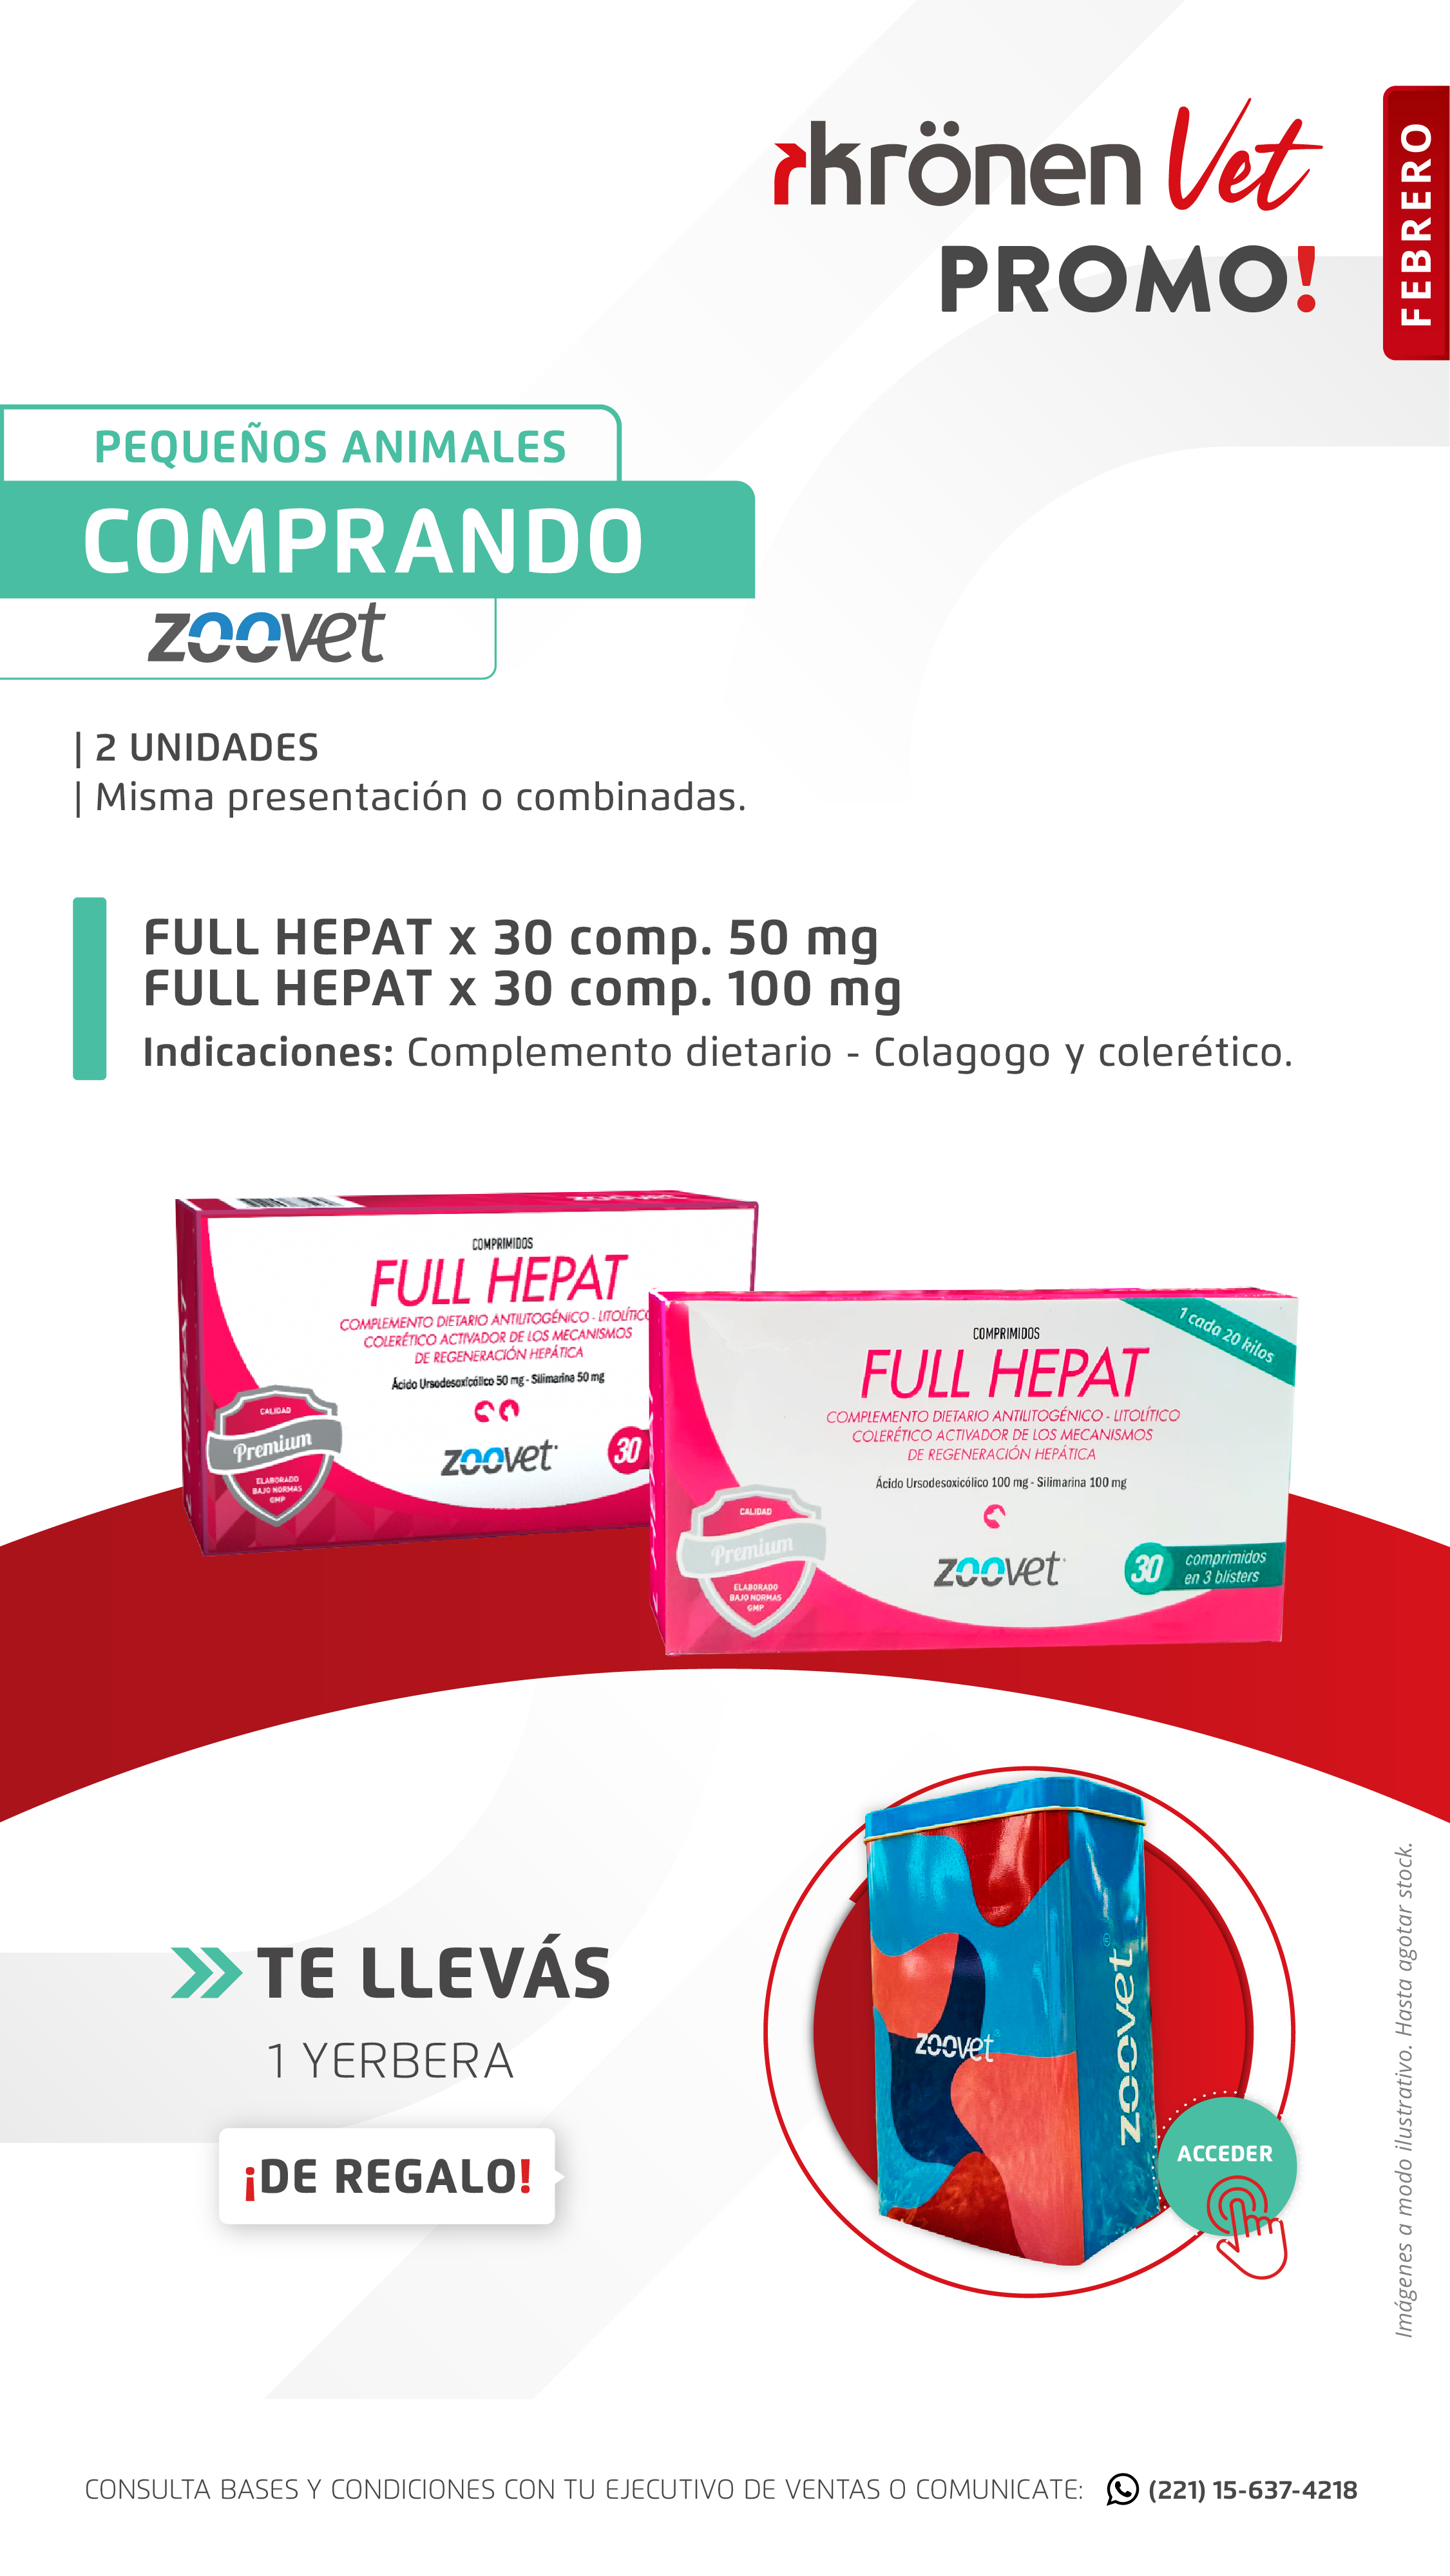 krönen Vet
PROMO!
FEBRERO
PEQUEÑOS ANIMALES
COMPRANDO
zoovet
| 2 UNIDADES
| Misma presentación o combinadas.
FULL HEPAT x 30 comp. 50 mg
FULL HEPAT x 30 comp. 100 mg
Indicaciones: Complemento dietario - Colagogo y colerético.
zoovet
COMPRIMIDOS
FULL HEPAT
COMPLEMENTO DIETARIO ANTILITOGÉNICO - LITOLÍTICO
COLERÉTICO ACTIVADOR DE LOS MECANISMOS
DE REGENERACIÓN HEPÁTICA
Ácido Ursodesoxicólico 50 mg - Silimarina 50 mg
CALIDAD
Premium
ELABORADO
BAJO NORMAS
GMP
zoovet
30
1 cada 20 kilos
COMPRIMIDOS
FULL HEPAT
COMPLEMENTO DIETARIO ANTILITOGÉNICO - LITOLÍTICO
COLERÉTICO ACTIVADOR DE LOS MECANISMOS
DE REGENERACIÓN HEPÁTICA
Ácido Ursodesoxicólico 100 mg - Silimarina 100 mg
CALIDAD
Premium
ELABORADO
BAJO NORMAS
GMP
zoovet
30 comprimidos
en 3 blísters
TE LLEVÁS
1 YERBERA
¡DE REGALO!
zoovet
zoovet
ACCEDER
Imágenes a modo ilustrativo. Hasta agotar stock.
CONSULTA BASES Y CONDICIONES CON TU EJECUTIVO DE VENTAS O COMUNICATE: (221) 15-637-4218